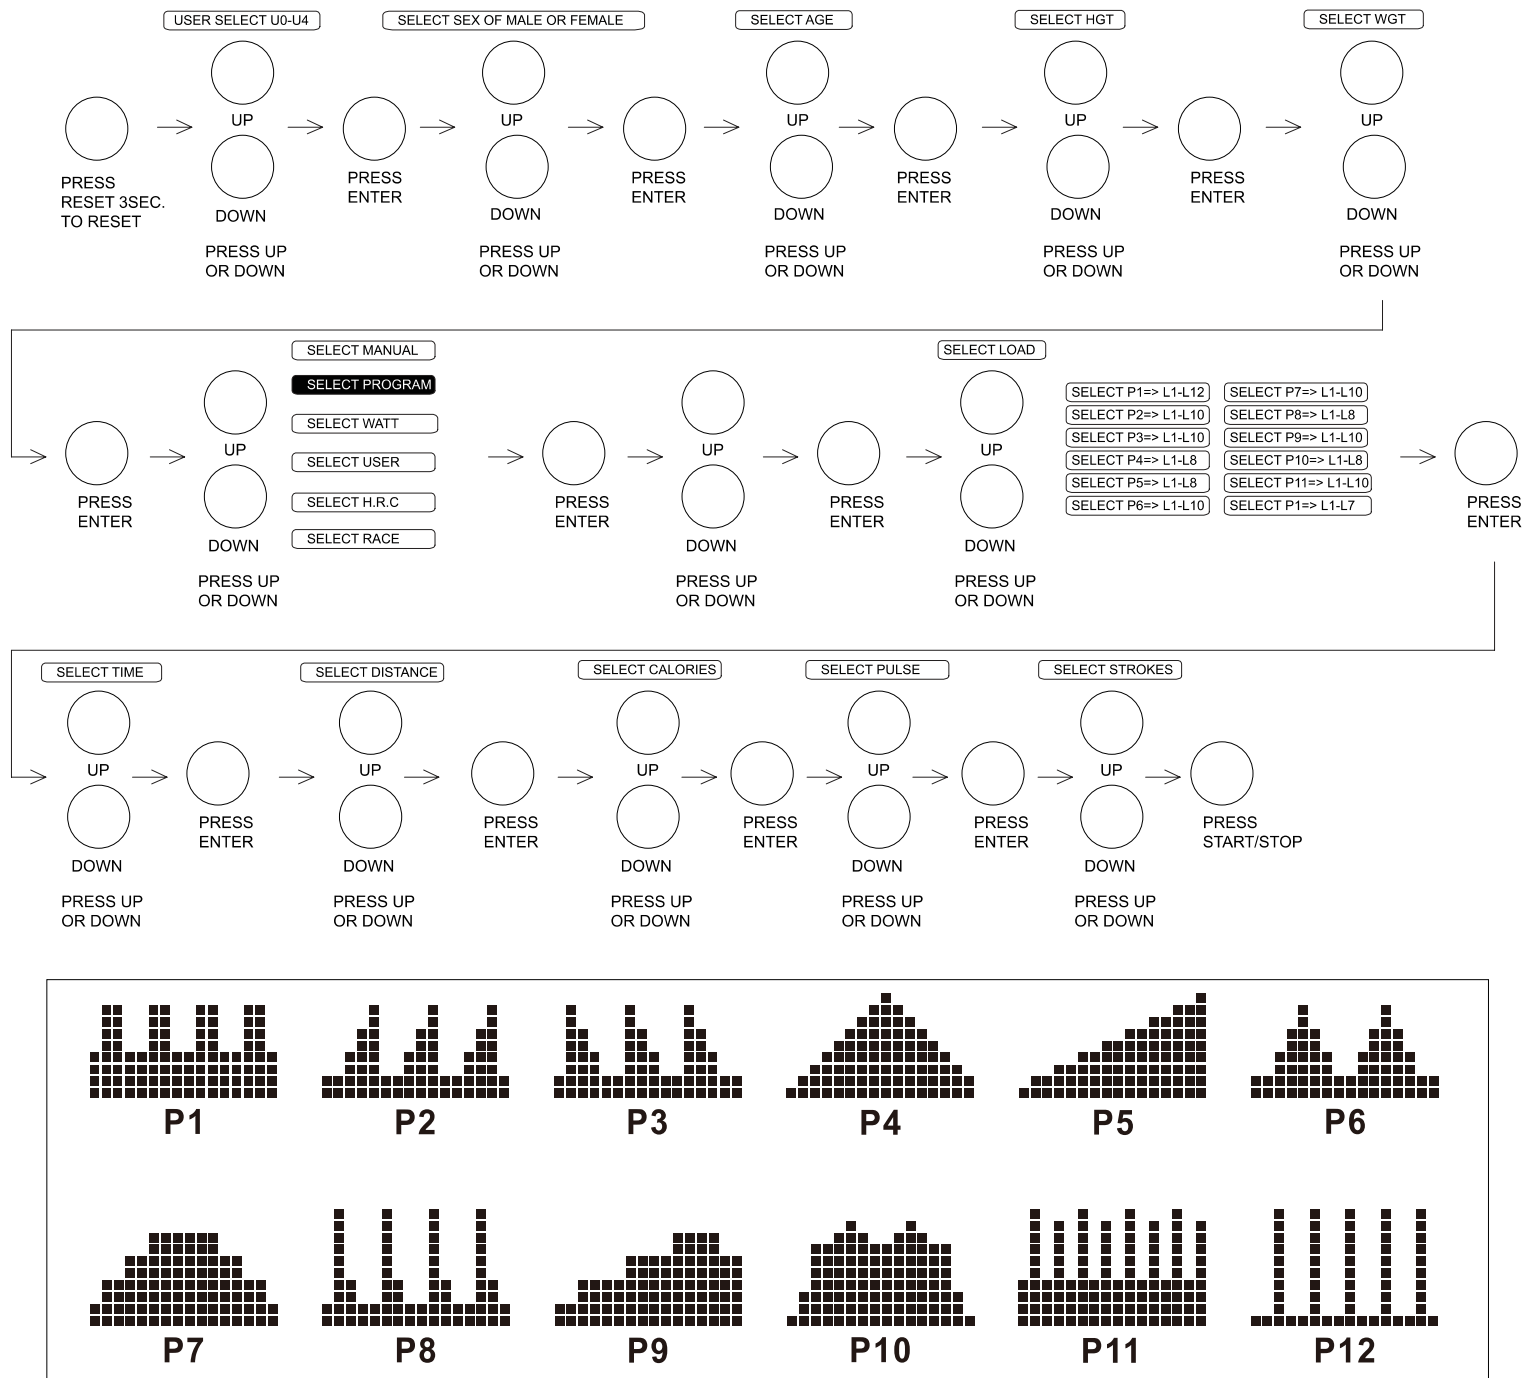 USER SELECT U0-U4
SELECT SEX OF MALE OR FEMALE
SELECT AGE
SELECT HGT
SELECT WGT
UP
UP
UP
UP
UP
PRESS
RESET 3SEC.
TO RESET
DOWN
PRESS
ENTER
DOWN
PRESS
ENTER
DOWN
PRESS
ENTER
DOWN
PRESS
ENTER
DOWN
PRESS UP
OR DOWN
PRESS UP
OR DOWN
PRESS UP
OR DOWN
PRESS UP
OR DOWN
PRESS UP
OR DOWN
PRESS
ENTER
UP
DOWN
PRESS UP
OR DOWN
SELECT MANUAL
SELECT PROGRAM
SELECT WATT
SELECT USER
SELECT H.R.C
SELECT RACE
PRESS
ENTER
UP
DOWN
PRESS UP
OR DOWN
PRESS
ENTER
SELECT LOAD
UP
DOWN
PRESS UP
OR DOWN
SELECT P1=> L1-L12
SELECT P2=> L1-L10
SELECT P3=> L1-L10
SELECT P4=> L1-L8
SELECT P5=> L1-L8
SELECT P6=> L1-L10
SELECT P7=> L1-L10
SELECT P8=> L1-L8
SELECT P9=> L1-L10
SELECT P10=> L1-L8
SELECT P11=> L1-L10
SELECT P1=> L1-L7
PRESS
ENTER
SELECT TIME
SELECT DISTANCE
SELECT CALORIES
SELECT PULSE
SELECT STROKES
UP
UP
UP
UP
UP
DOWN
PRESS
ENTER
DOWN
PRESS
ENTER
DOWN
PRESS
ENTER
DOWN
PRESS
ENTER
DOWN
PRESS
START/STOP
PRESS UP
OR DOWN
PRESS UP
OR DOWN
PRESS UP
OR DOWN
PRESS UP
OR DOWN
PRESS UP
OR DOWN
P1
P2
P3
P4
P5
P6
P7
P8
P9
P10
P11
P12